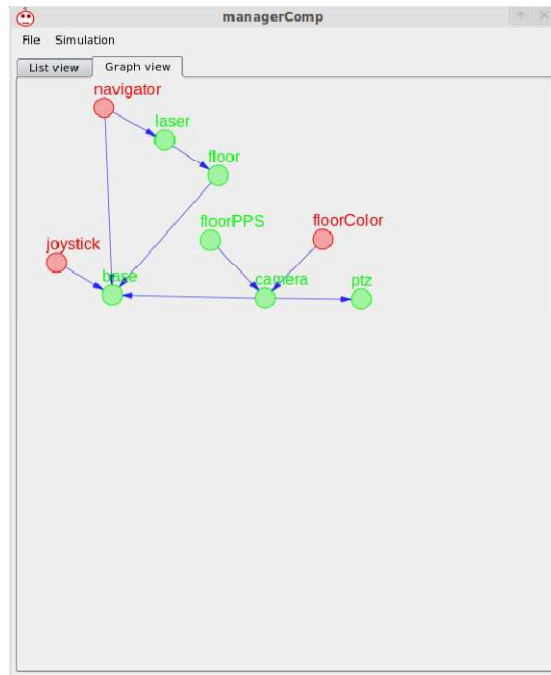 managerComp
File Simulation
List view Graph view
navigator
laser
floor
floorPPS
floorColor
joystick
base
camera
ptz